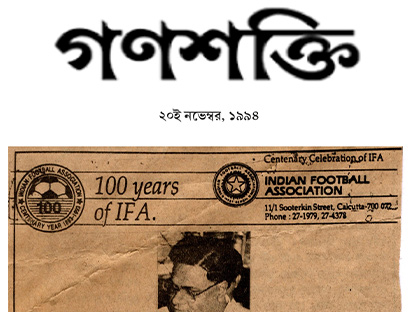 গণশক্তি
২০ই নভেম্বর, ১৯৯৪
Centenary Celebration of IFA
INDIAN FOOTBALL ASSOCIATION
CENTENARY YEAR 1893-1993
100
100 years
of IFA.
INDIAN FOOTBALL
ASSOCIATION
11/1 Sooterkin Street, Calcutta-700 072
Phone : 27-1979, 27-4378